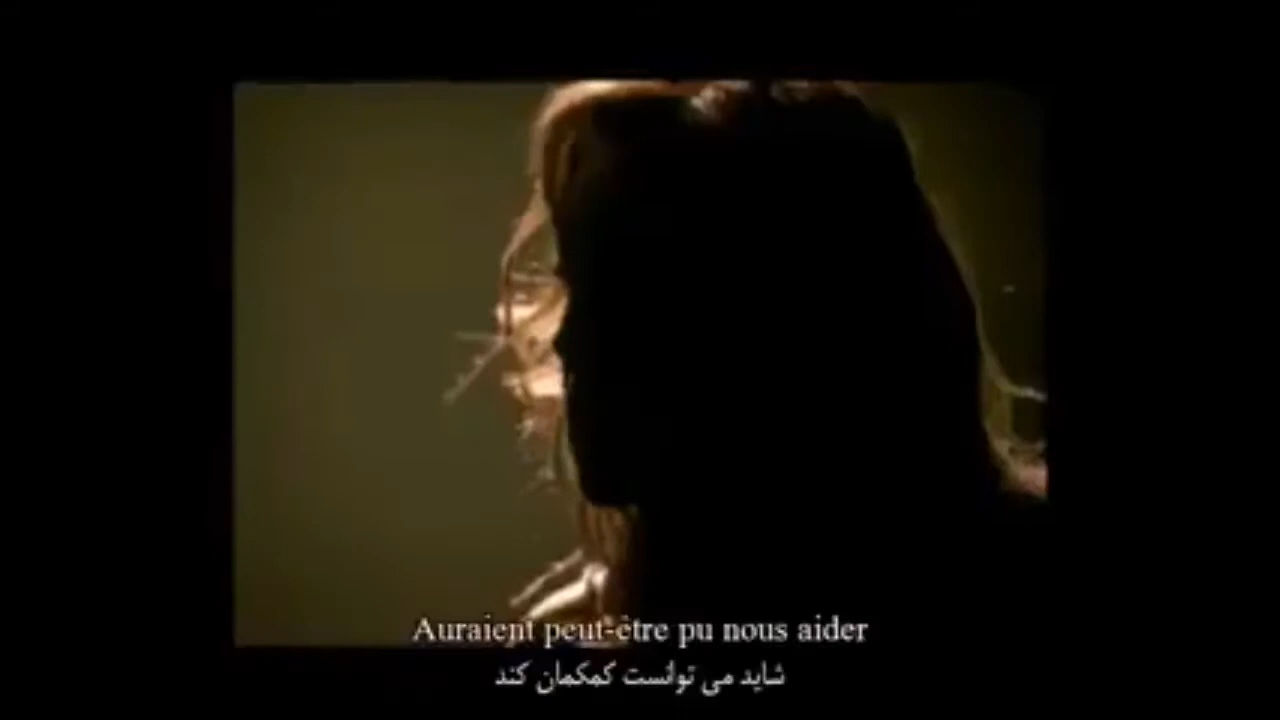 Auraient peut-être pu nous aider
شاید می توانست کمکمان کند